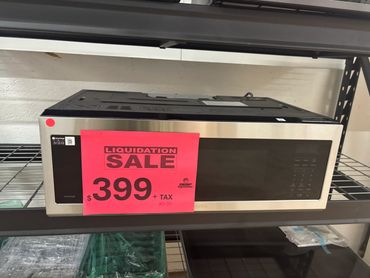 LIQUIDATION
SALE
$399 + TAX